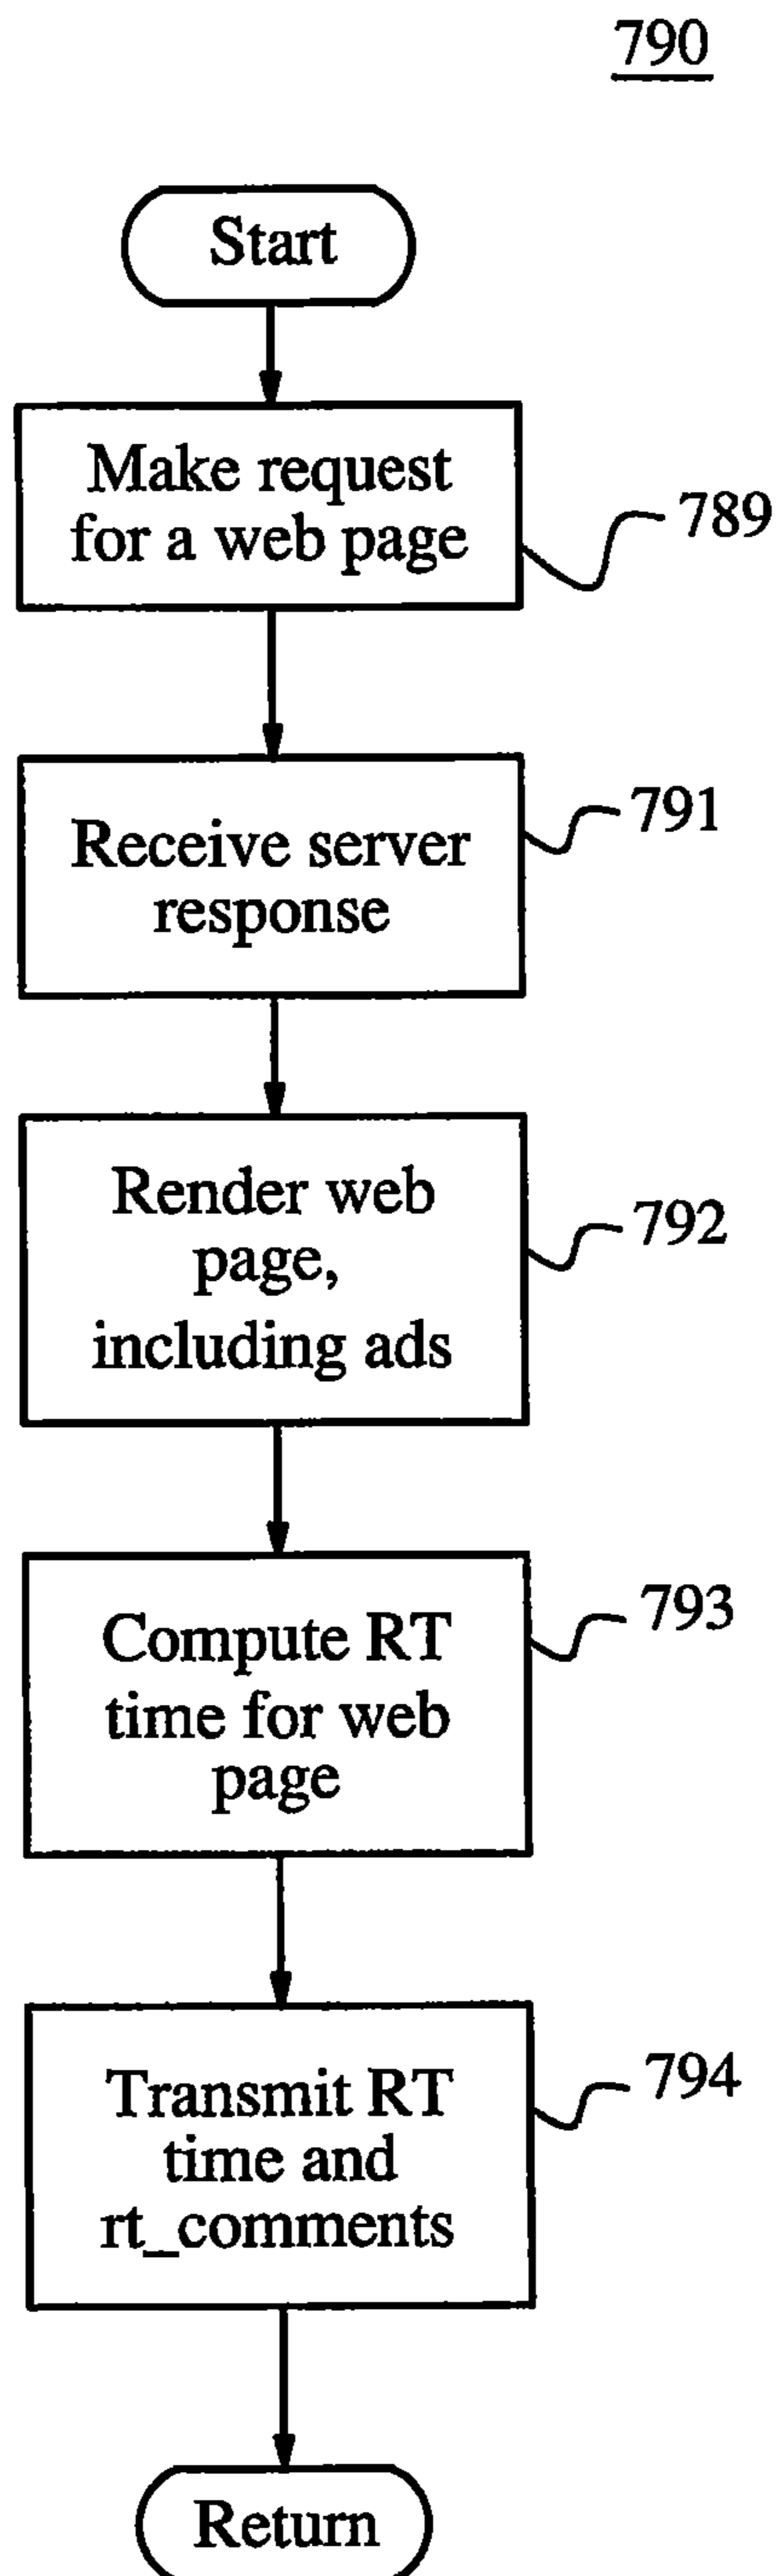 790
Start
Make request
for a web page
789
Receive server
response
791
Render web
page,
including ads
792
Compute RT
time for web
page
793
Transmit RT
time and
rt_comments
794
Return